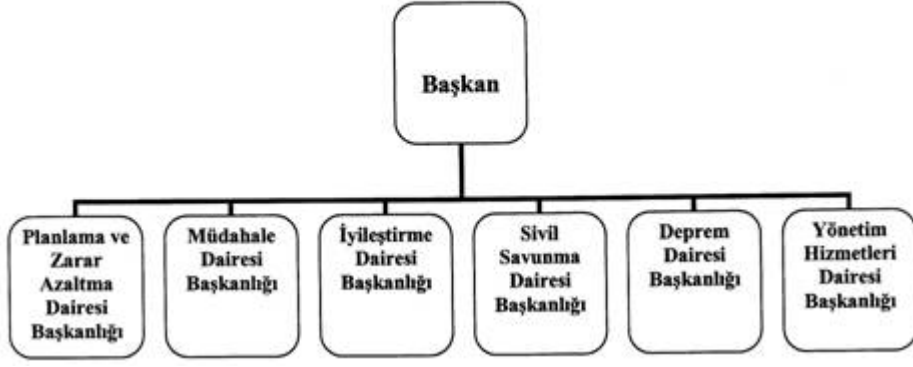 Başkan
Planlama ve
Zarar
Azaltma
Dairesi
Başkanlığı
Müdahale
Dairesi
Başkanlığı
İyileştirme
Dairesi
Başkanlığı
Sivil
Savunma
Dairesi
Başkanlığı
Deprem
Dairesi
Başkanlığı
Yönetim
Hizmetleri
Dairesi
Başkanlığı